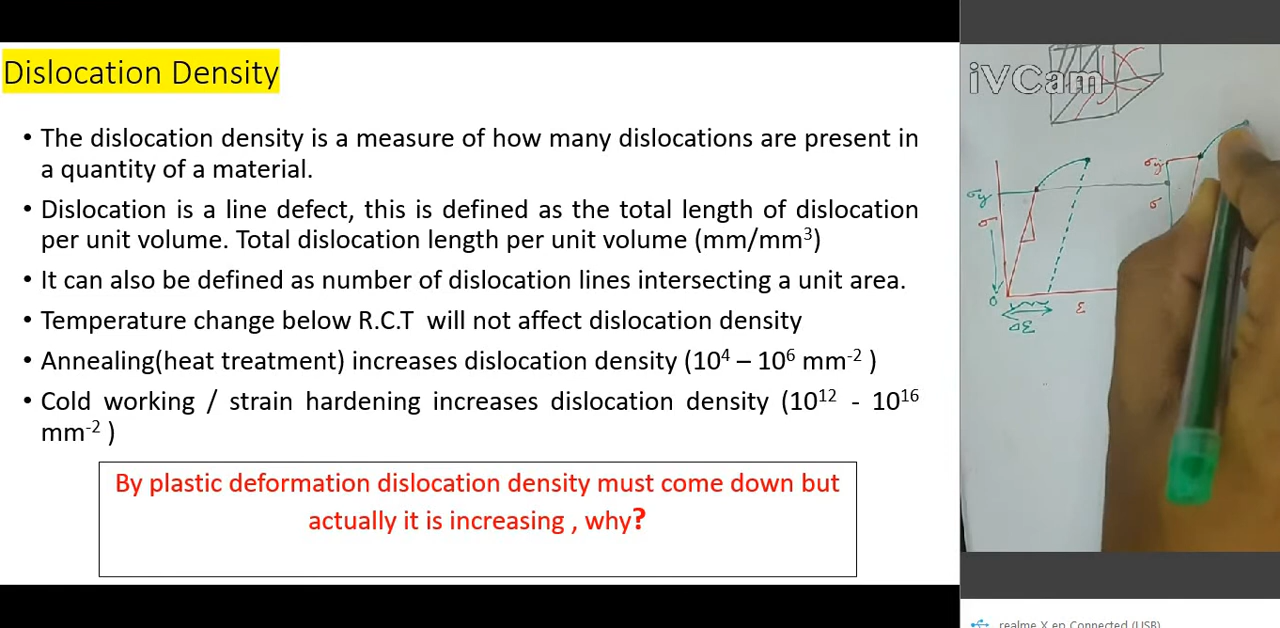 Dislocation Density
• The dislocation density is a measure of how many dislocations are present in
a quantity of a material.
• Dislocation is a line defect, this is defined as the total length of dislocation
per unit volume. Total dislocation length per unit volume (mm/mm³)
• It can also be defined as number of dislocation lines intersecting a unit area.
• Temperature change below R.C.T will not affect dislocation density
• Annealing(heat treatment) increases dislocation density (10⁴ – 10⁶ mm⁻² )
• Cold working / strain hardening increases dislocation density (10¹² - 10¹⁶
mm⁻² )
By plastic deformation dislocation density must come down but
actually it is increasing , why?
iVCam
σy
σ
0
Δε
ε
σy
σ
realme X en Connected (USB)